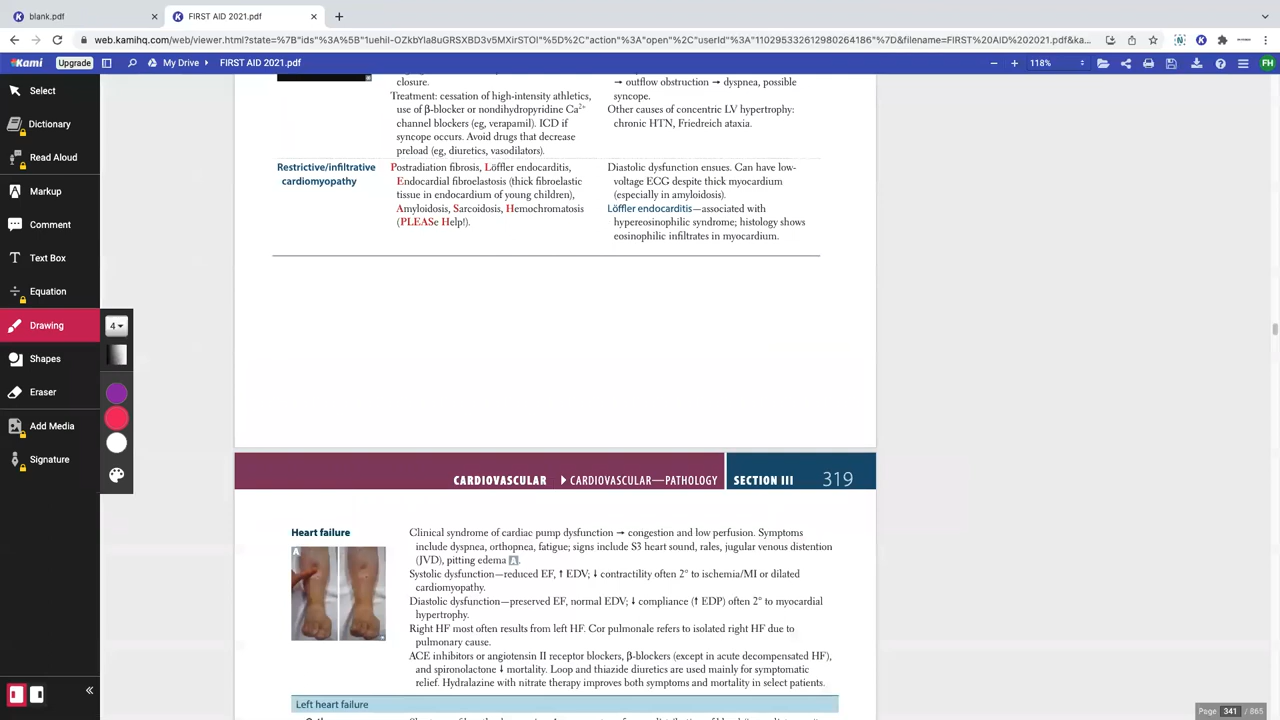 blank.pdf
FIRST AID 2021.pdf
web.kamihq.com/web/viewer.html?state=%7B"ids"%3A%5B"1uehil-OZkbYla8uGRSXBD3v5MXirSTOI"%5D%2C"action"%3A"open"%2C"userId"%3A"110295332612980264186"%7D&filename=FIRST%20AID%202021.pdf&ka...
Kami
Upgrade
My Drive
FIRST AID 2021.pdf
118%
FH
Select
Dictionary
Read Aloud
Markup
Comment
Text Box
Equation
Drawing
Shapes
Eraser
Add Media
Signature
4
closure.
Treatment: cessation of high-intensity athletics,
use of β-blocker or nondihydropyridine Ca2+
channel blockers (eg, verapamil). ICD if
syncope occurs. Avoid drugs that decrease
preload (eg, diuretics, vasodilators).
→ outflow obstruction → dyspnea, possible
syncope.
Other causes of concentric LV hypertrophy:
chronic HTN, Friedreich ataxia.
Restrictive/infiltrative
cardiomyopathy
Postradiation fibrosis, Löffler endocarditis,
Endocardial fibroelastosis (thick fibroelastic
tissue in endocardium of young children),
Amyloidosis, Sarcoidosis, Hemochromatosis
(PLEASe Help!).
Diastolic dysfunction ensues. Can have low-
voltage ECG despite thick myocardium
(especially in amyloidosis).
Löffler endocarditis—associated with
hypereosinophilic syndrome; histology shows
eosinophilic infiltrates in myocardium.
CARDIOVASCULAR ▶ CARDIOVASCULAR—PATHOLOGY SECTION III 319
Heart failure
A
Clinical syndrome of cardiac pump dysfunction → congestion and low perfusion. Symptoms
include dyspnea, orthopnea, fatigue; signs include S3 heart sound, rales, jugular venous distention
(JVD), pitting edema A.
Systolic dysfunction—reduced EF, ↑ EDV; ↓ contractility often 2° to ischemia/MI or dilated
cardiomyopathy.
Diastolic dysfunction—preserved EF, normal EDV; ↓ compliance (↑ EDP) often 2° to myocardial
hypertrophy.
Right HF most often results from left HF. Cor pulmonale refers to isolated right HF due to
pulmonary cause.
ACE inhibitors or angiotensin II receptor blockers, β-blockers (except in acute decompensated HF),
and spironolactone ↓ mortality. Loop and thiazide diuretics are used mainly for symptomatic
relief. Hydralazine with nitrate therapy improves both symptoms and mortality in select patients.
Left heart failure
Page 341 / 865